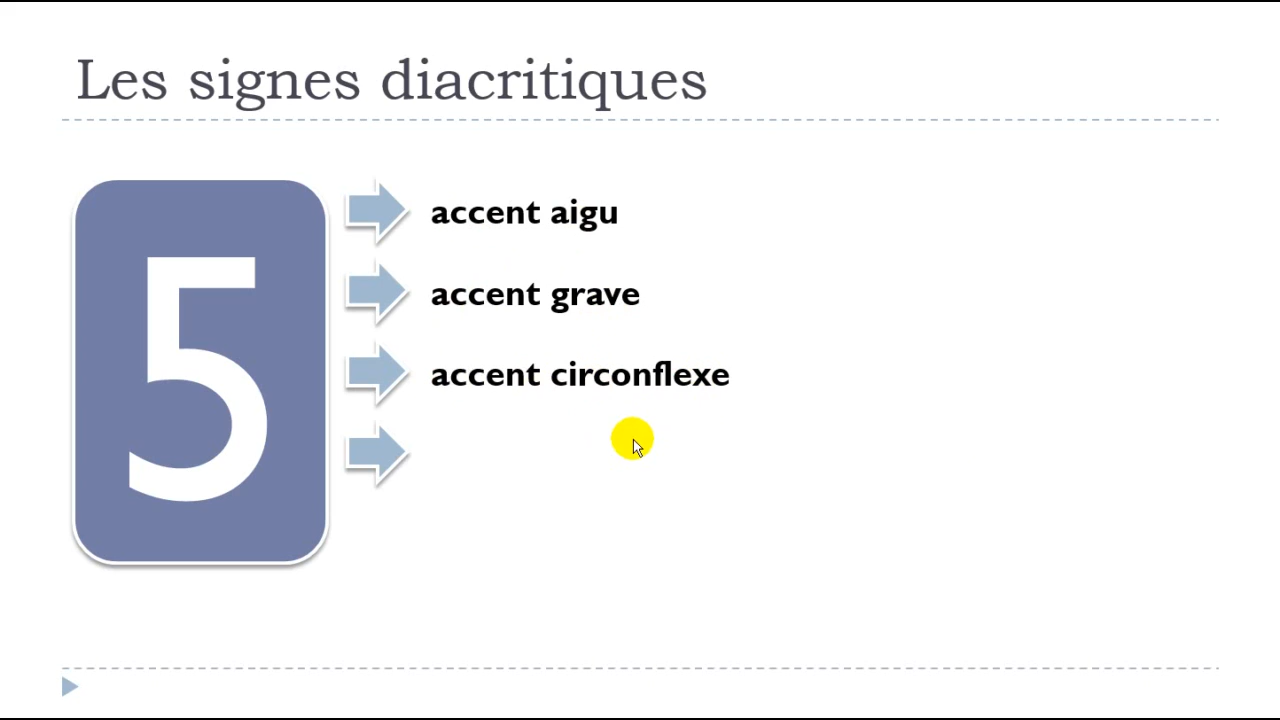 Les signes diacritiques
5
accent aigu
accent grave
accent circonflexe